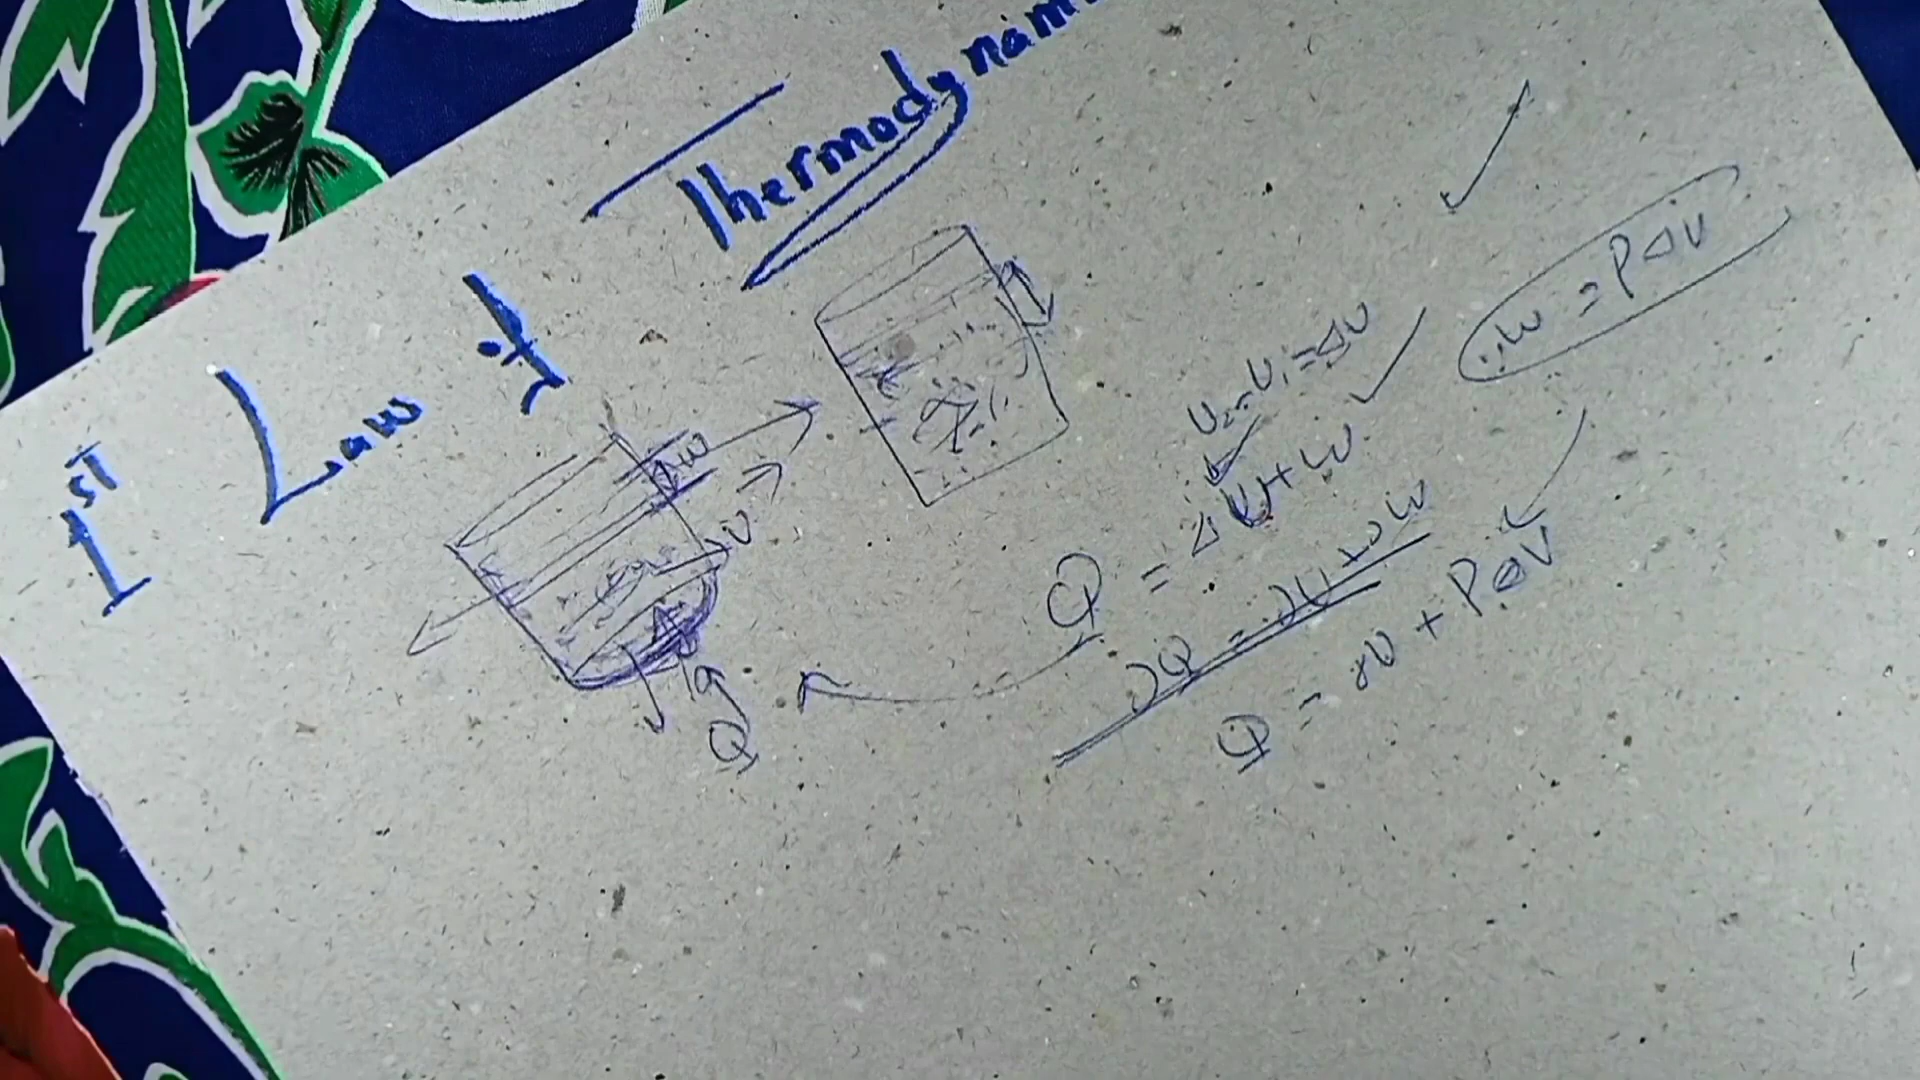 1st Law of Thermodynam
W
U
q
Q
U2 - U1 = ΔU
Q = ΔU + W
∂Q = ∂U + ∂W
Q = ΔU + PΔV
∴ W = PΔV